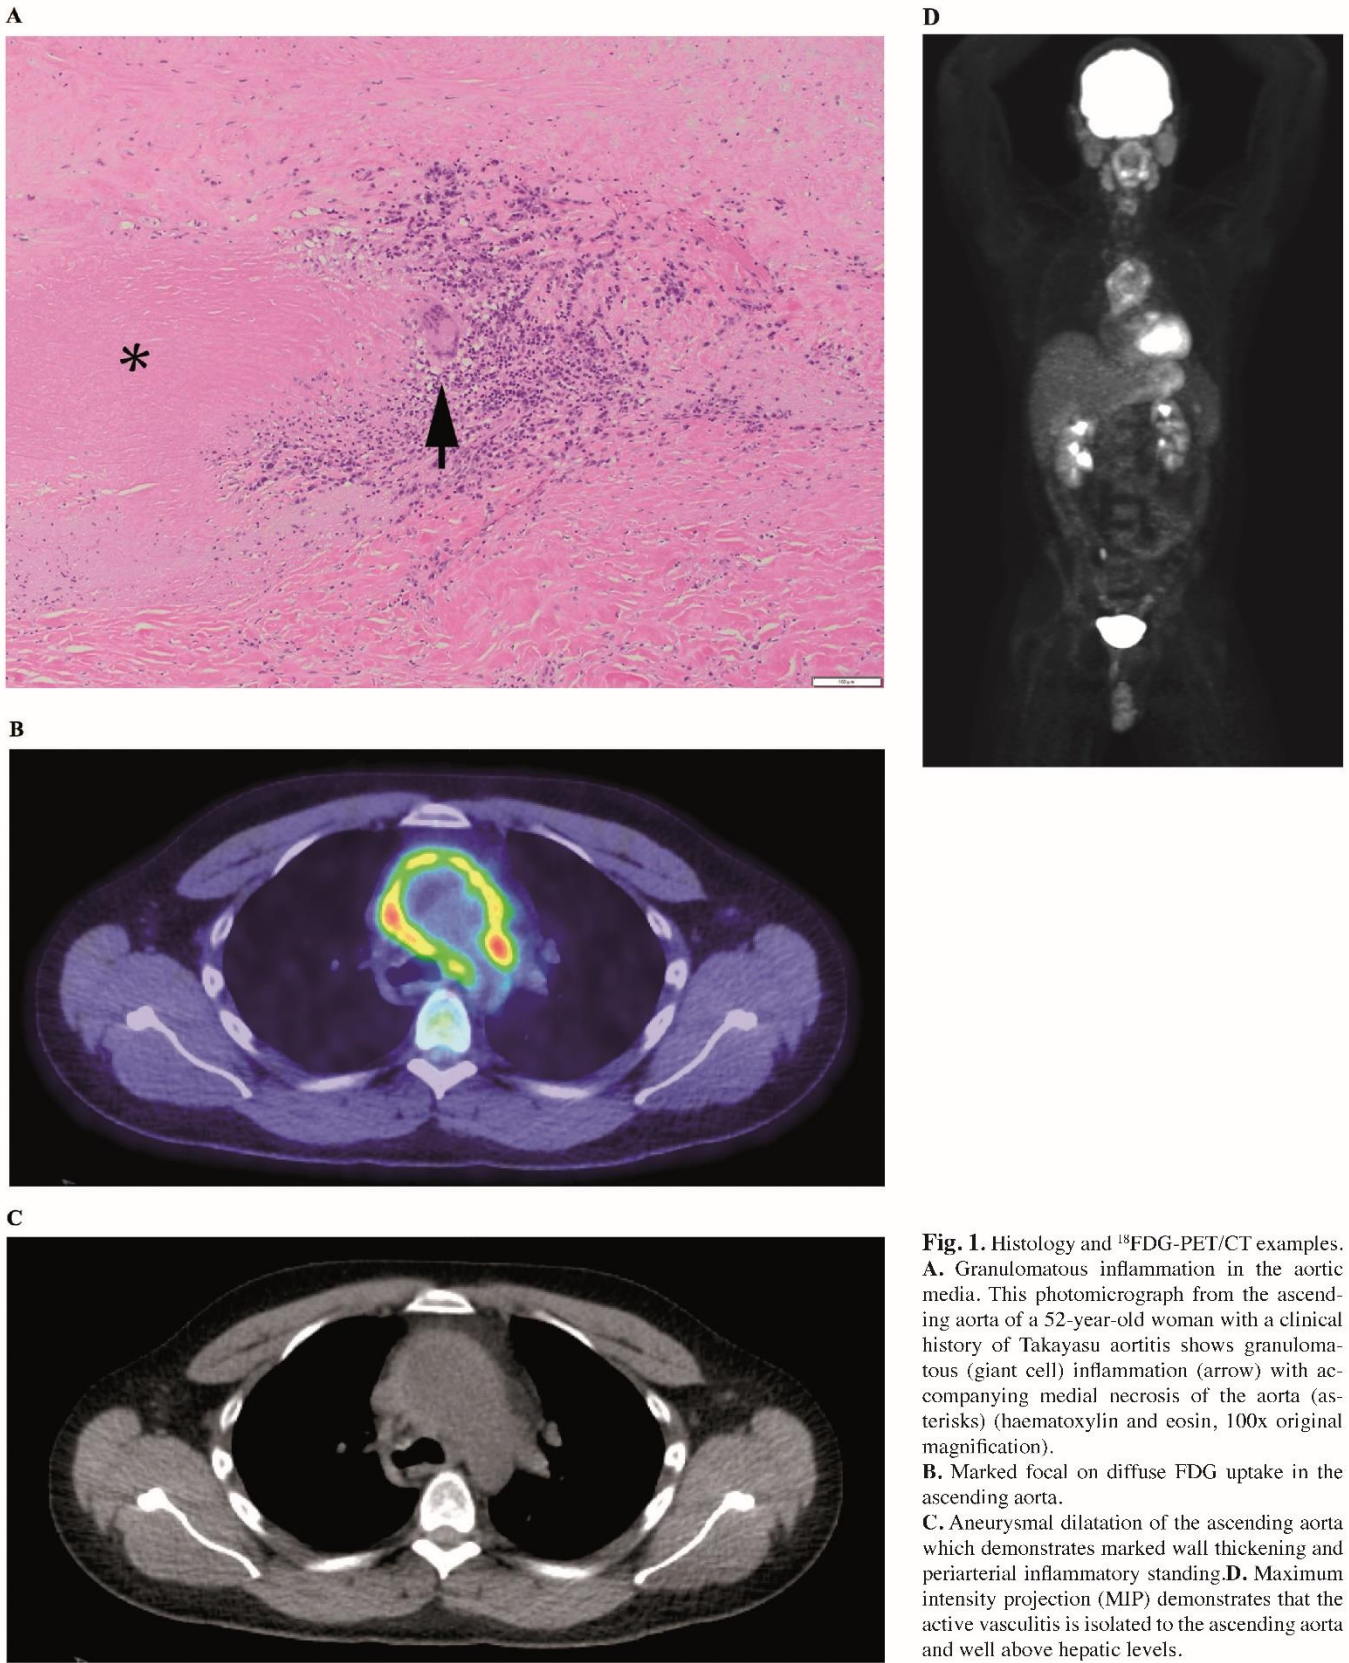 A
D
*
100 µm
B
C
Fig. 1. Histology and 18FDG-PET/CT examples.
A. Granulomatous inflammation in the aortic
media. This photomicrograph from the ascend-
ing aorta of a 52-year-old woman with a clinical
history of Takayasu aortitis shows granuloma-
tous (giant cell) inflammation (arrow) with ac-
companying medial necrosis of the aorta (as-
terisks) (haematoxylin and eosin, 100x original
magnification).
B. Marked focal on diffuse FDG uptake in the
ascending aorta.
C. Aneurysmal dilatation of the ascending aorta
which demonstrates marked wall thickening and
periarterial inflammatory standing.D. Maximum
intensity projection (MIP) demonstrates that the
active vasculitis is isolated to the ascending aorta
and well above hepatic levels.